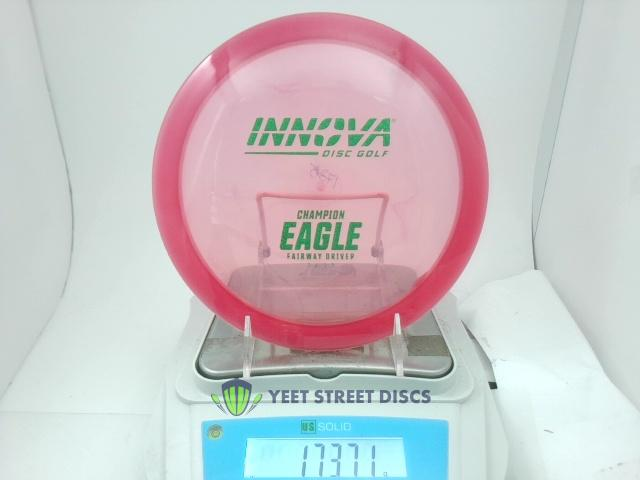 INNOVA
DISC GOLF
CHAMPION
EAGLE
FAIRWAY DRIVER
YEET STREET DISCS
US SOLID
173.71